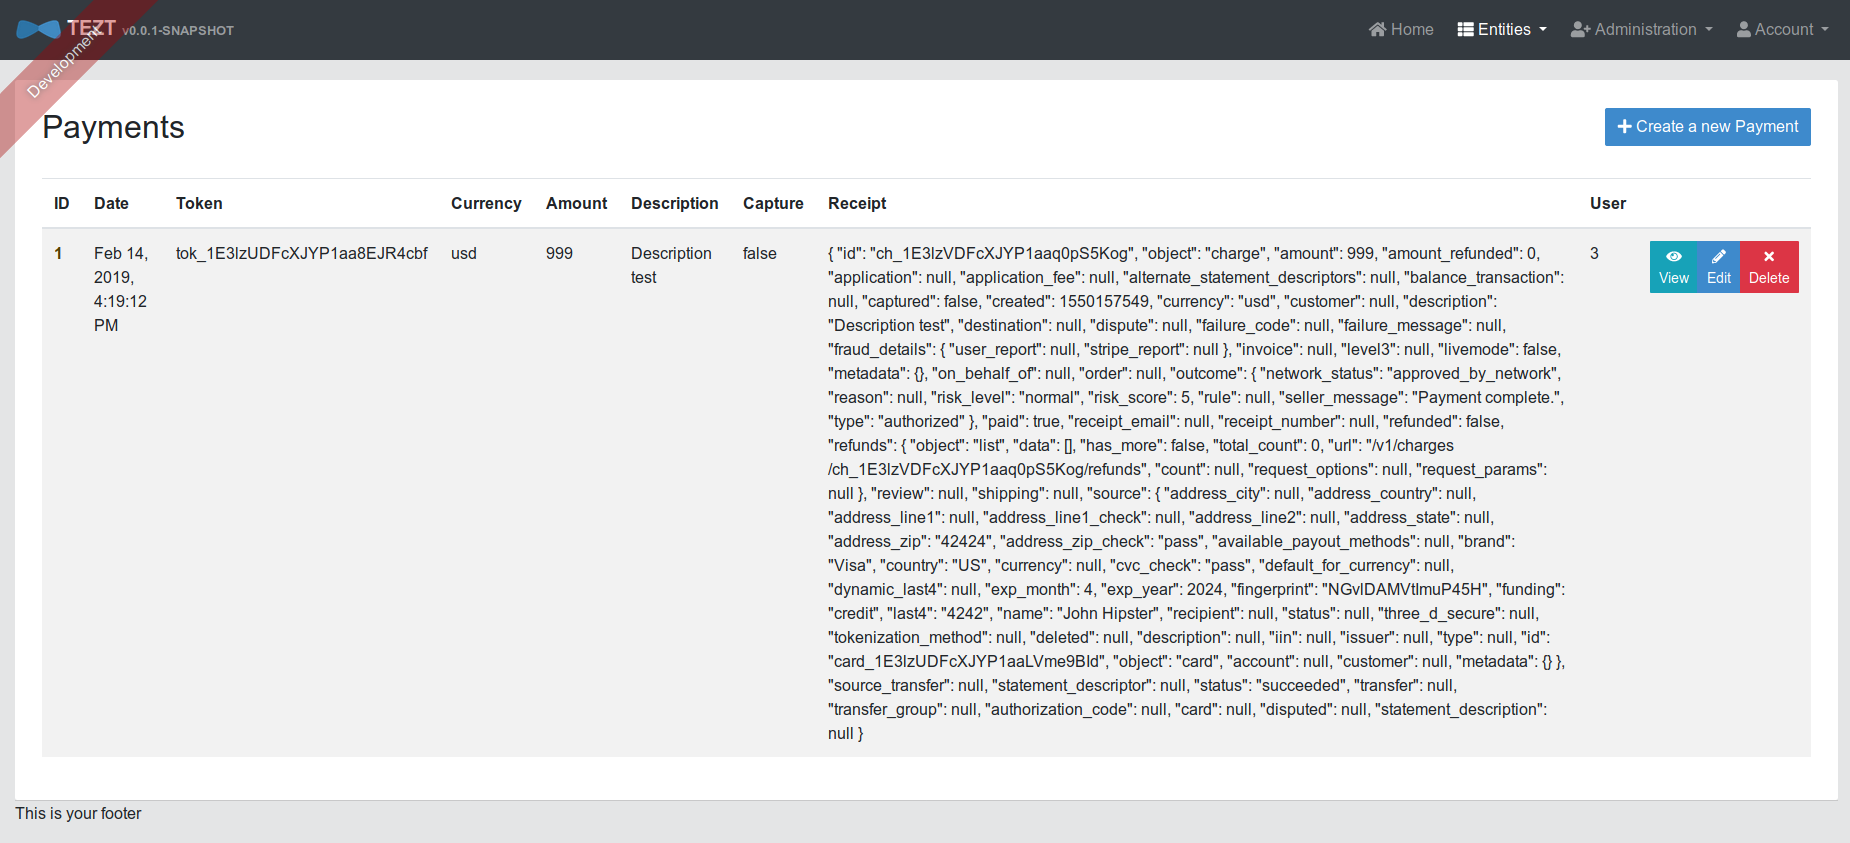 TEZT v0.0.1-SNAPSHOT
Home Entities Administration Account
Development
Payments
Create a new Payment
ID Date Token Currency Amount Description Capture Receipt User
1
Feb 14,
2019,
4:19:12
PM
tok_1E3lzUDFcXJYP1aa8EJR4cbf
usd
999
Description
test
false
{ "id": "ch_1E3lzVDFcXJYP1aaq0pS5Kog", "object": "charge", "amount": 999, "amount_refunded": 0,
"application": null, "application_fee": null, "alternate_statement_descriptors": null, "balance_transaction":
null, "captured": false, "created": 1550157549, "currency": "usd", "customer": null, "description":
"Description test", "destination": null, "dispute": null, "failure_code": null, "failure_message": null,
"fraud_details": { "user_report": null, "stripe_report": null }, "invoice": null, "level3": null, "livemode": false,
"metadata": {}, "on_behalf_of": null, "order": null, "outcome": { "network_status": "approved_by_network",
"reason": null, "risk_level": "normal", "risk_score": 5, "rule": null, "seller_message": "Payment complete.",
"type": "authorized" }, "paid": true, "receipt_email": null, "receipt_number": null, "refunded": false,
"refunds": { "object": "list", "data": [], "has_more": false, "total_count": 0, "url": "/v1/charges
/ch_1E3lzVDFcXJYP1aaq0pS5Kog/refunds", "count": null, "request_options": null, "request_params":
null }, "review": null, "shipping": null, "source": { "address_city": null, "address_country": null,
"address_line1": null, "address_line1_check": null, "address_line2": null, "address_state": null,
"address_zip": "42424", "address_zip_check": "pass", "available_payout_methods": null, "brand":
"Visa", "country": "US", "currency": null, "cvc_check": "pass", "default_for_currency": null,
"dynamic_last4": null, "exp_month": 4, "exp_year": 2024, "fingerprint": "NGvlDAMVtlmuP45H", "funding":
"credit", "last4": "4242", "name": "John Hipster", "recipient": null, "status": null, "three_d_secure": null,
"tokenization_method": null, "deleted": null, "description": null, "iin": null, "issuer": null, "type": null, "id":
"card_1E3lzUDFcXJYP1aaLVme9BId", "object": "card", "account": null, "customer": null, "metadata": {} },
"source_transfer": null, "statement_descriptor": null, "status": "succeeded", "transfer": null,
"transfer_group": null, "authorization_code": null, "card": null, "disputed": null, "statement_description":
null }
3
View Edit Delete
This is your footer